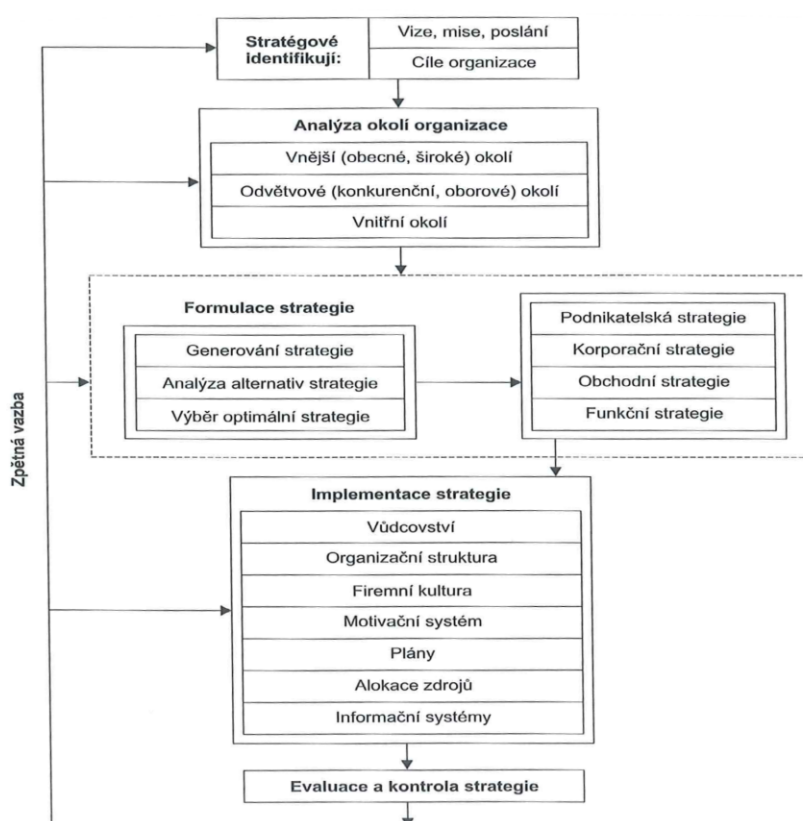 Stratégové
identifikují:
Vize, mise, poslání
Cíle organizace
Analýza okolí organizace
Vnější (obecné, široké) okolí
Odvětvové (konkurenční, oborové) okolí
Vnitřní okolí
Formulace strategie
Generování strategie
Analýza alternativ strategie
Výběr optimální strategie
Podnikatelská strategie
Korporační strategie
Obchodní strategie
Funkční strategie
Zpětná vazba
Implementace strategie
Vůdcovství
Organizační struktura
Firemní kultura
Motivační systém
Plány
Alokace zdrojů
Informační systémy
Evaluace a kontrola strategie